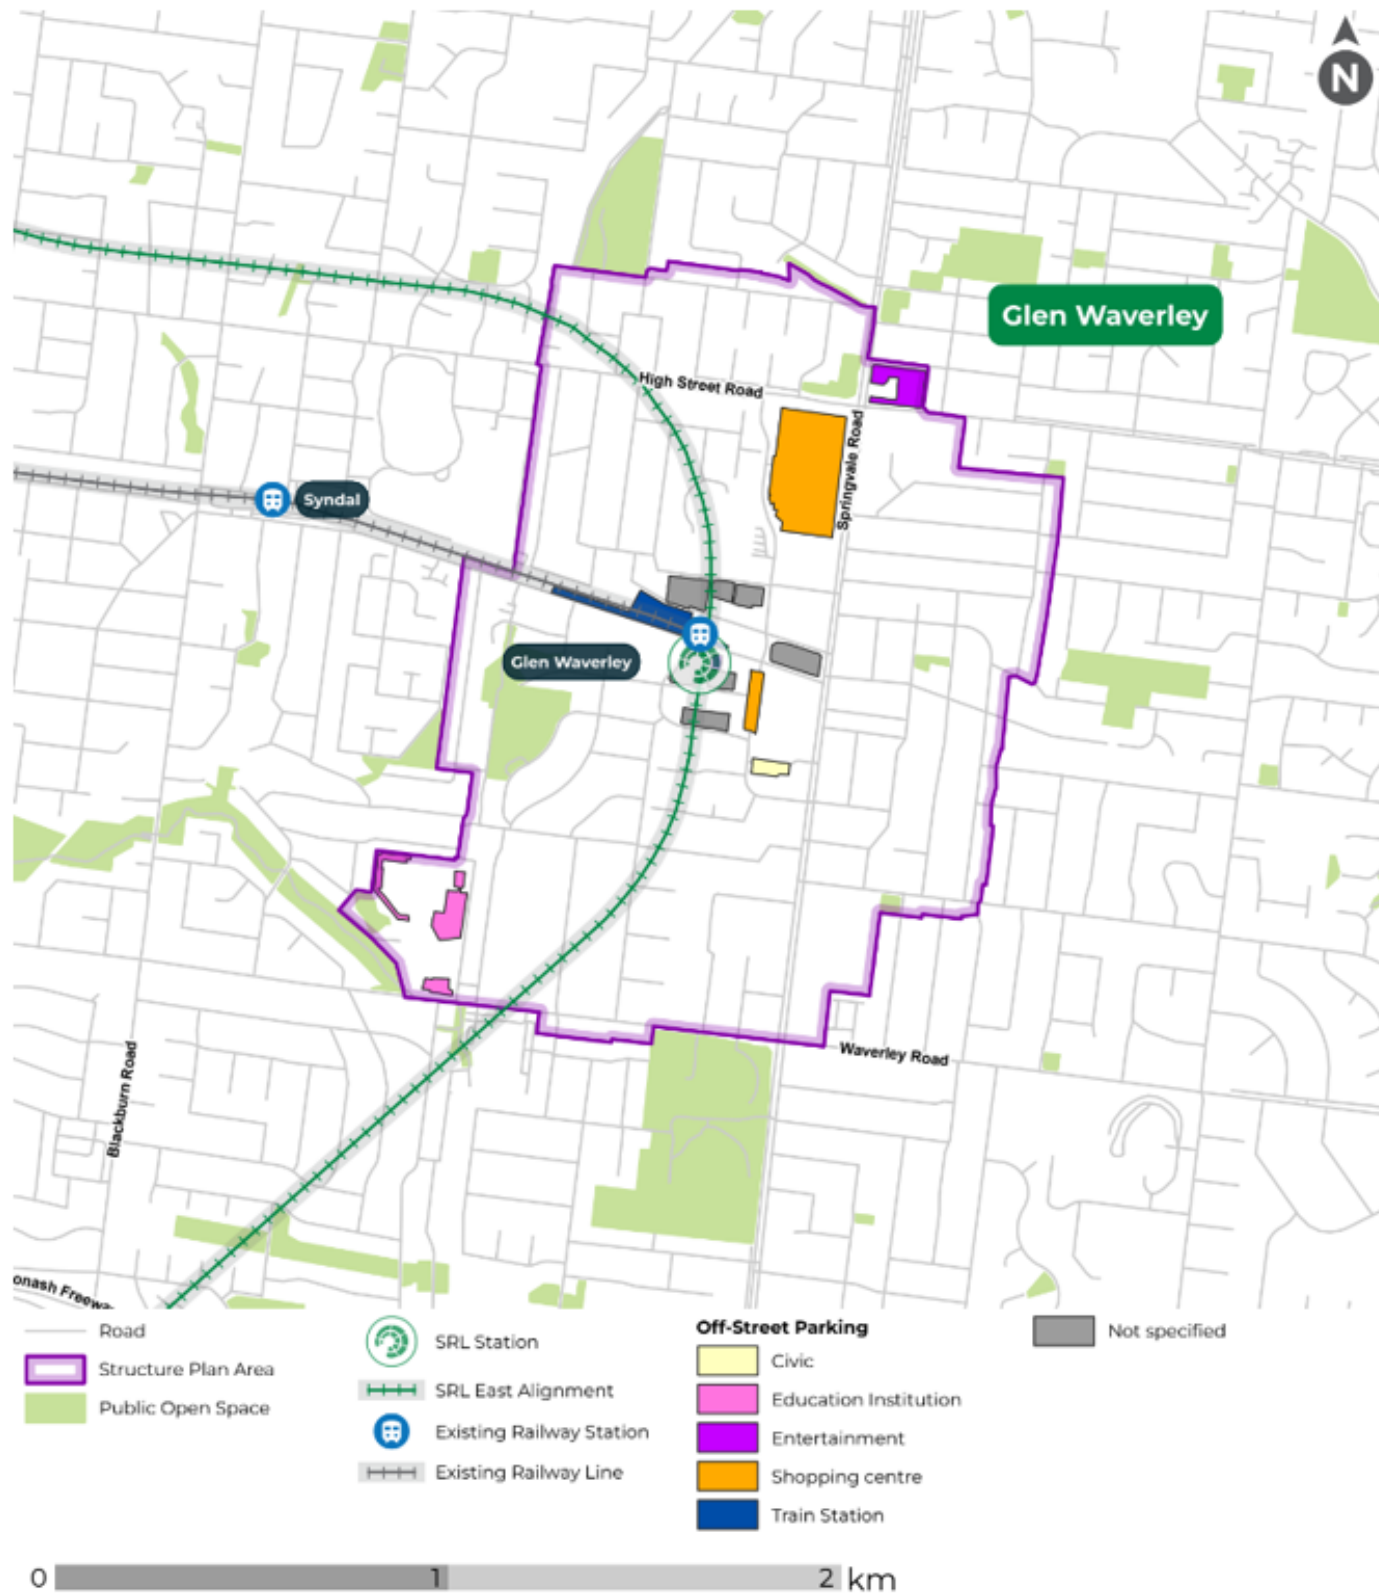 N
Glen Waverley
High Street Road
Springvale Road
Syndal
Glen Waverley
Waverley Road
Blackburn Road
onash Freeway
Road
Structure Plan Area
Public Open Space
SRL Station
SRL East Alignment
Existing Railway Station
Existing Railway Line
Off-Street Parking
Civic
Education Institution
Entertainment
Shopping centre
Train Station
Not specified
0 1 2 km